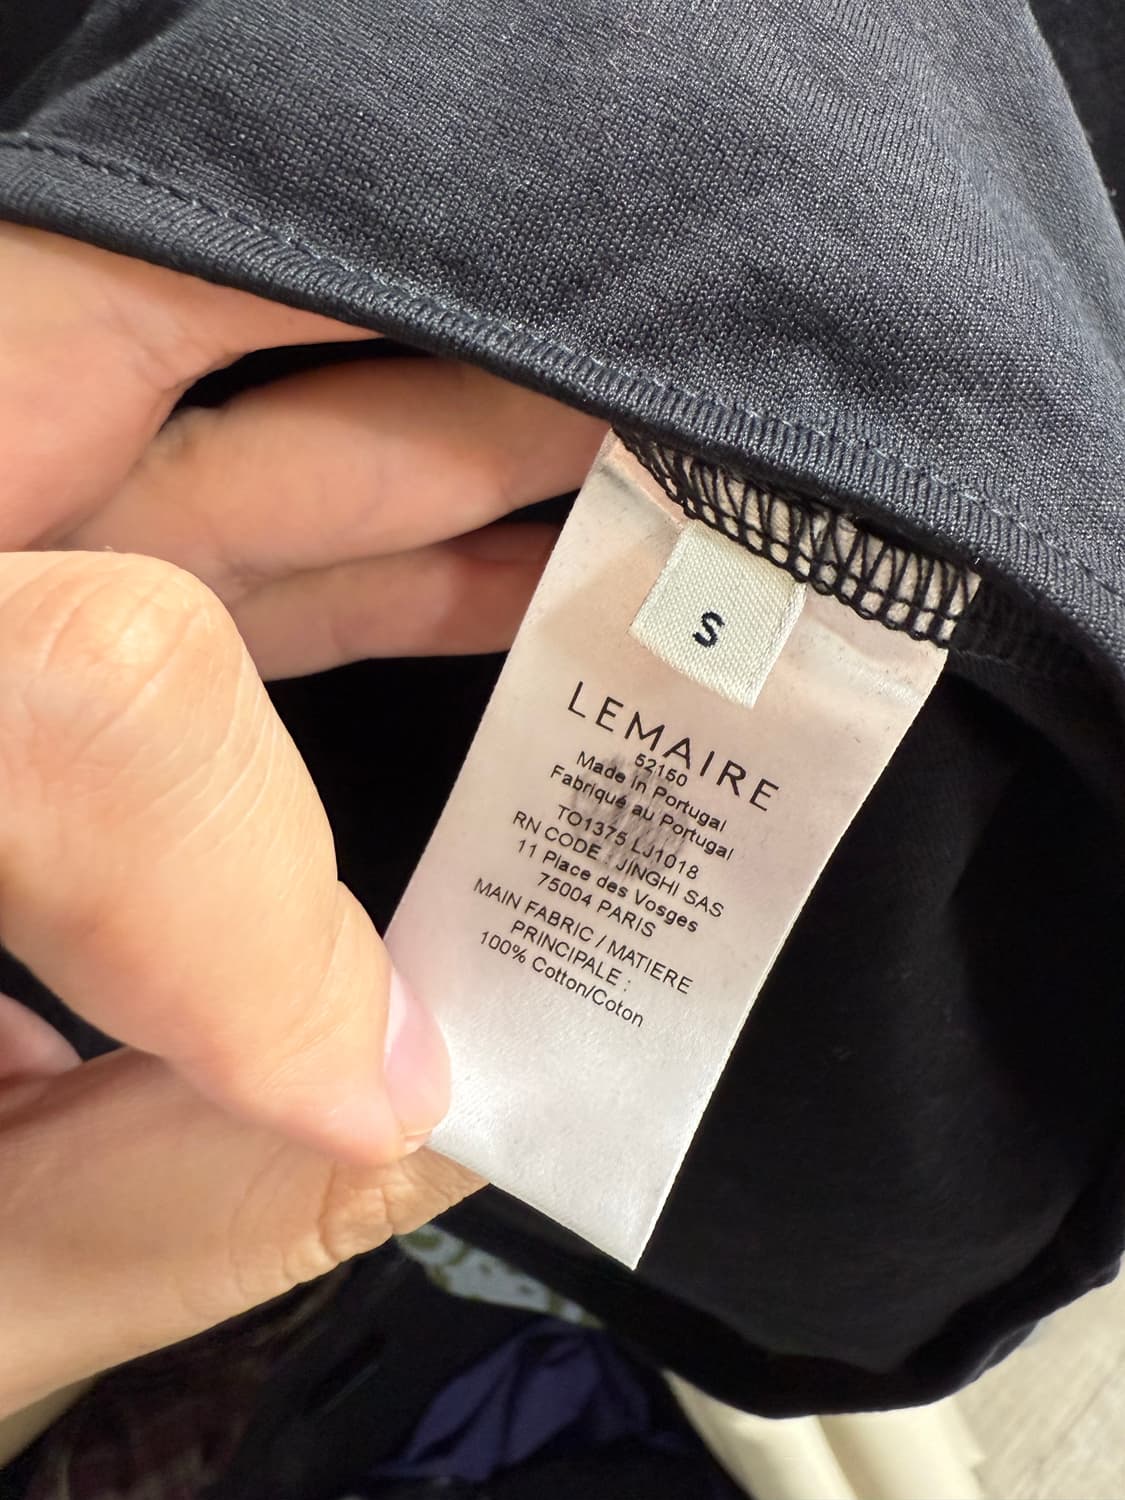 S
LEMAIRE
52150
Made in Portugal
Fabriqué au Portugal
TO1375 LJ1018
RN CODE : JINGHI SAS
11 Place des Vosges
75004 PARIS
MAIN FABRIC / MATIERE
PRINCIPALE :
100% Cotton/Coton